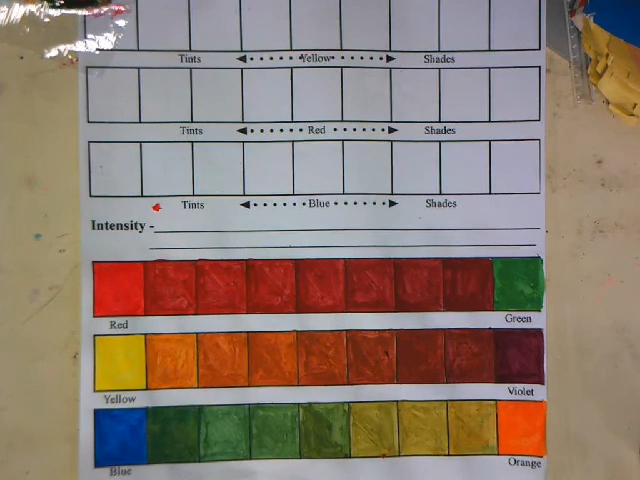 Tints Yellow Shades
Tints Red Shades
Tints Blue Shades
Intensity -
Red Green
Yellow Violet
Blue Orange